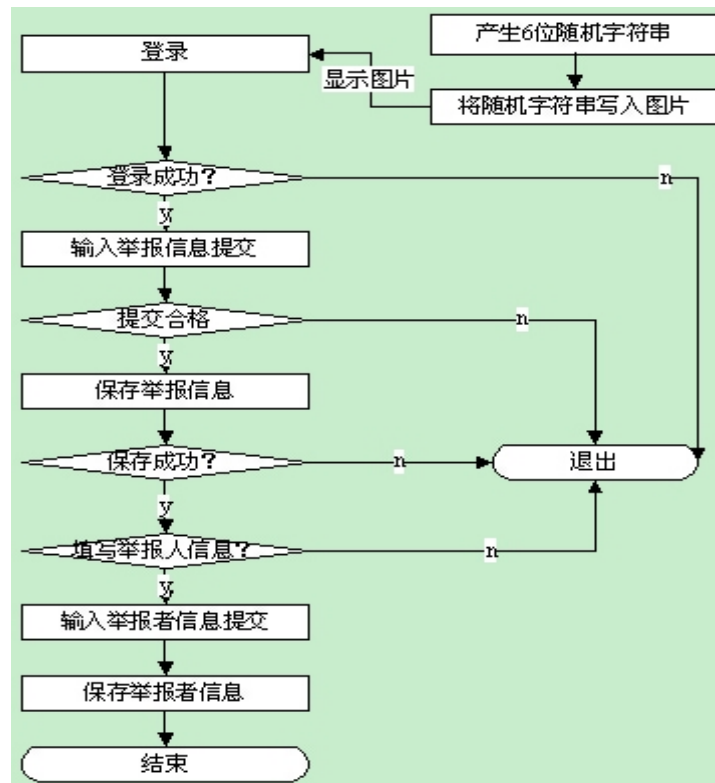 产生6位随机字符串
登录
显示图片
将随机字符串写入图片
登录成功?
n
y
输入举报信息提交
提交合格
n
y
保存举报信息
保存成功?
n
退出
y
填写举报人信息?
n
y
输入举报者信息提交
保存举报者信息
结束